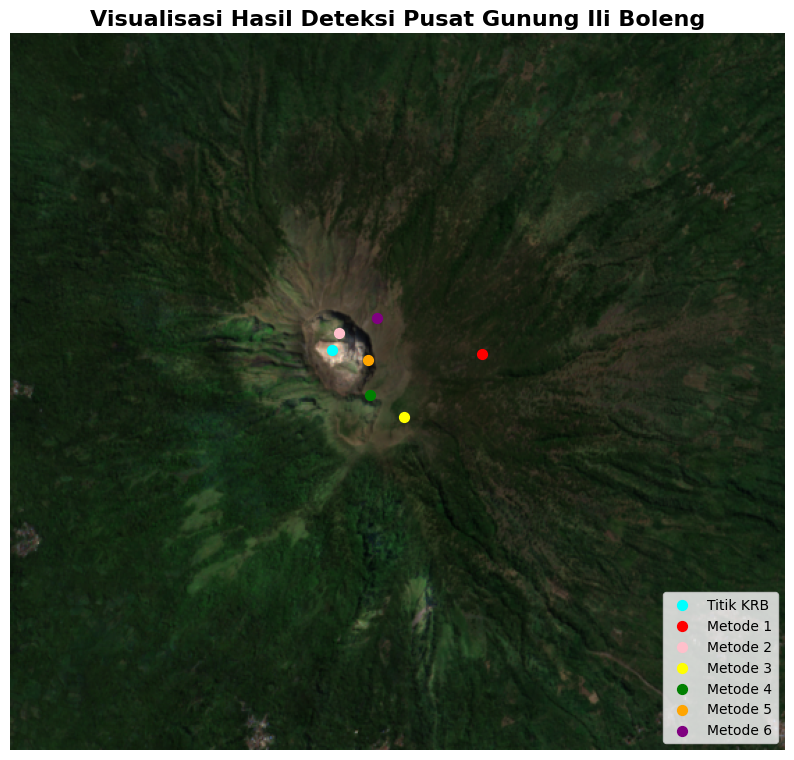 Visualisasi Hasil Deteksi Pusat Gunung Ili Boleng
Titik KRB
Metode 1
Metode 2
Metode 3
Metode 4
Metode 5
Metode 6